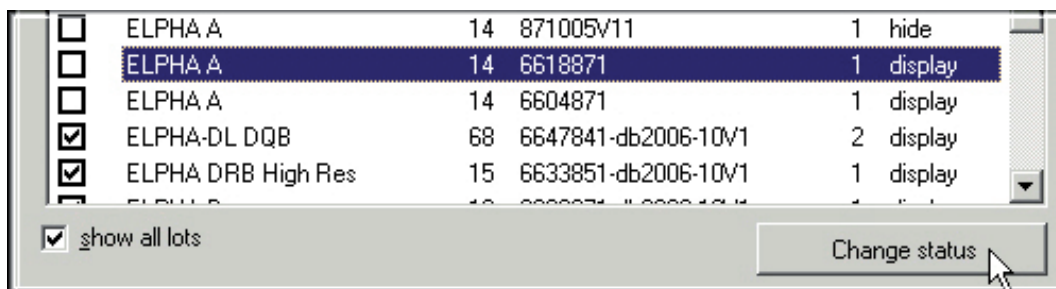 ELPHA A 14 871005V11 1 hide
ELPHA A 14 6618871 1 display
ELPHA A 14 6604871 1 display
ELPHA-DL DQB 68 6647841-db2006-10V1 2 display
ELPHA DRB High Res 15 6633851-db2006-10V1 1 display
show all lots
Change status